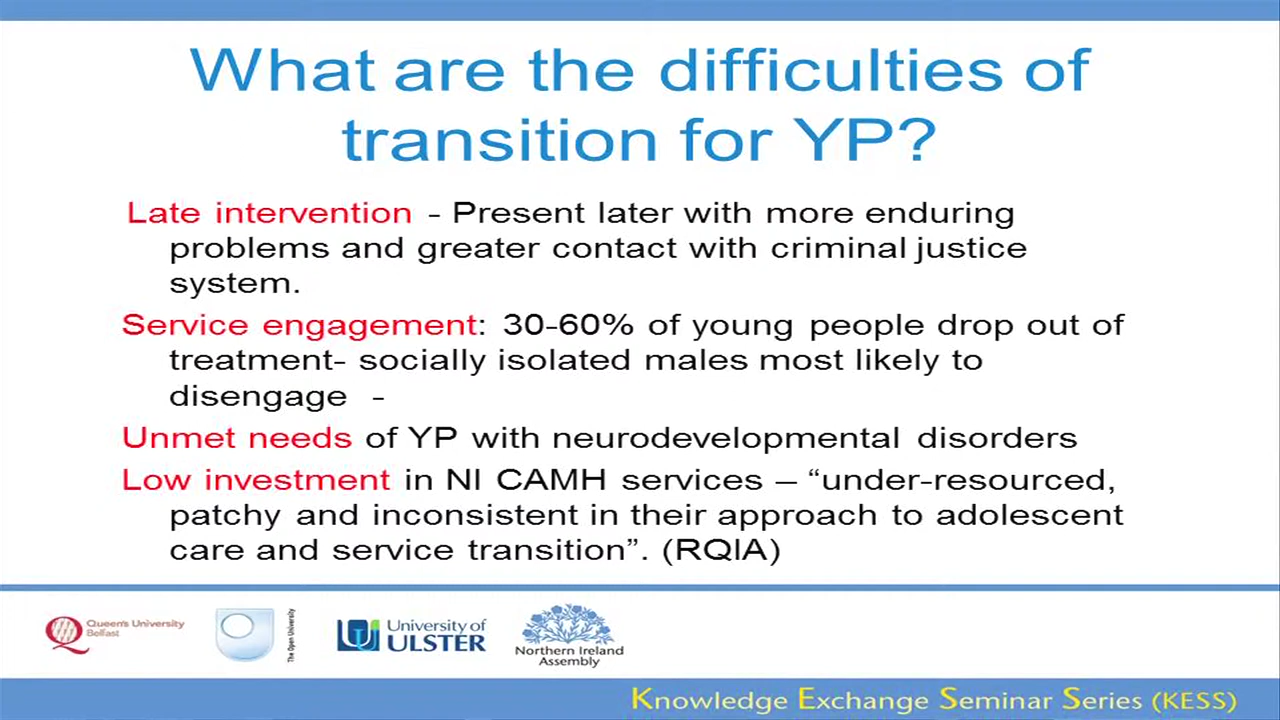 What are the difficulties of
transition for YP?
Late intervention - Present later with more enduring
problems and greater contact with criminal justice
system.
Service engagement: 30-60% of young people drop out of
treatment- socially isolated males most likely to
disengage -
Unmet needs of YP with neurodevelopmental disorders
Low investment in NI CAMH services – “under-resourced,
patchy and inconsistent in their approach to adolescent
care and service transition”. (RQIA)
Queen's University
Belfast
The Open University
University of
ULSTER
Northern Ireland
Assembly
Knowledge Exchange Seminar Series (KESS)